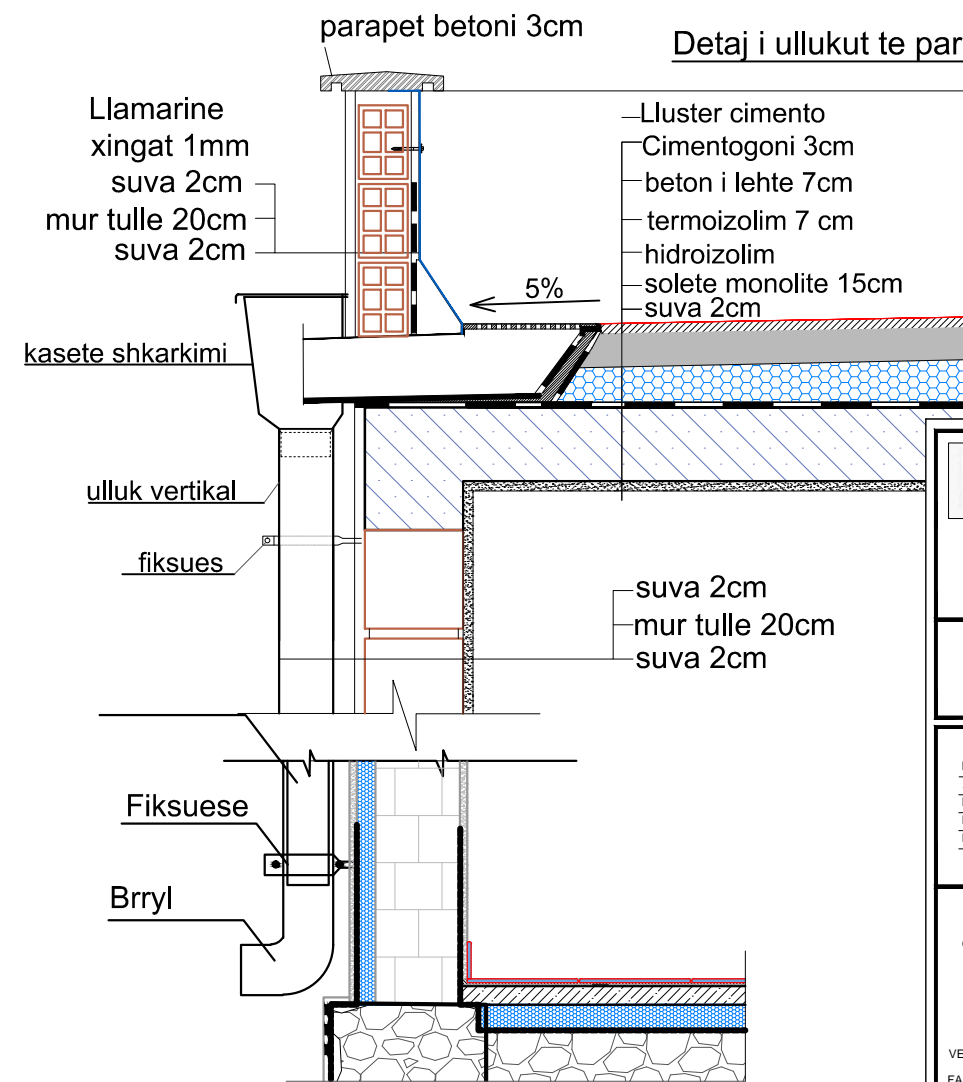 parapet betoni 3cm
Detaj i ullukut te par
Llamarine
xingat 1mm
suva 2cm
mur tulle 20cm
suva 2cm
Lluster cimento
Cimentogoni 3cm
beton i lehte 7cm
termoizolim 7 cm
hidroizolim
solete monolite 15cm
suva 2cm
5%
kasete shkarkimi
ulluk vertikal
fiksues
suva 2cm
mur tulle 20cm
suva 2cm
Fiksuese
Brryl
VE
FA